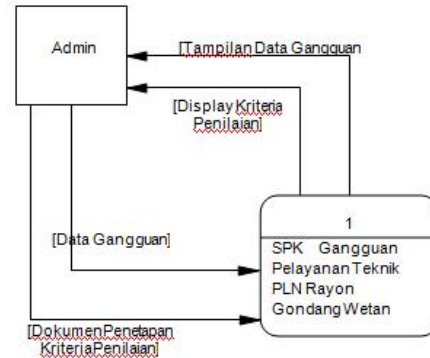 Admin
[Tampilan Data Gangguan
[Display Kriteria
Penilaian]
1
SPK Gangguan
Pelayanan Teknik
PLN Rayon
Gondang Wetan
[Data Gangguan]
[Dokumen Penetapan
Kriteria Penilaian]